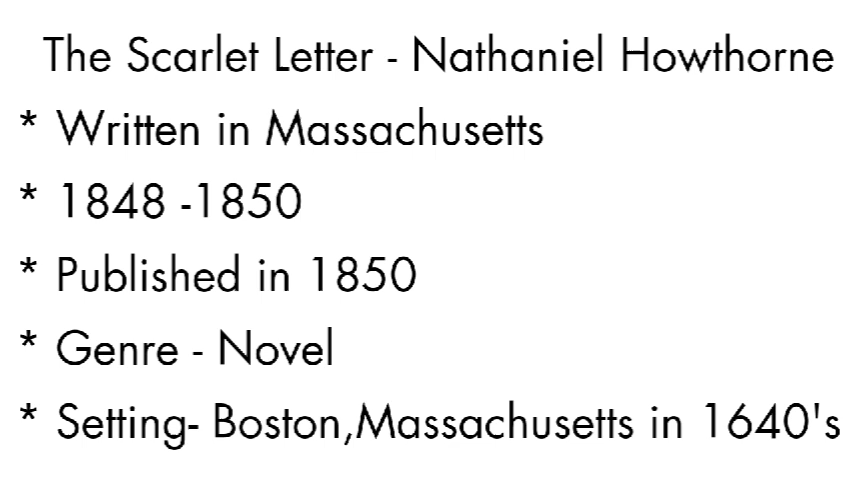 The Scarlet Letter - Nathaniel Howthorne
* Written in Massachusetts
* 1848 -1850
* Published in 1850
* Genre - Novel
* Setting- Boston,Massachusetts in 1640's